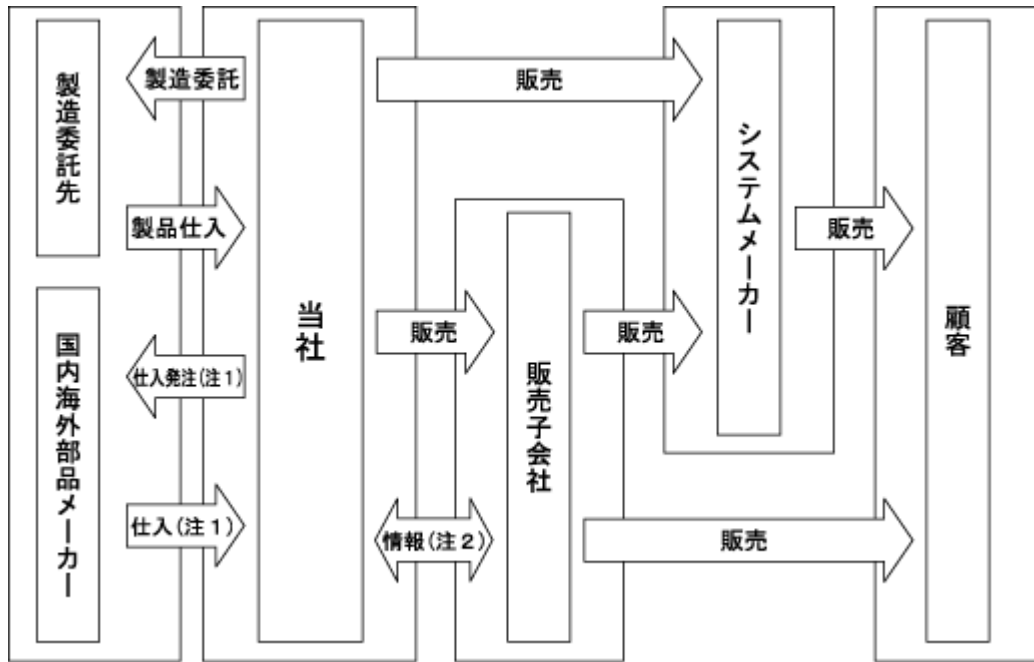 製造委託先
製造委託
製品仕入
国内海外部品メーカー
仕入発注(注1)
仕入(注1)
当社
販売
販売
情報(注2)
販売子会社
販売
販売
システムメーカー
販売
顧客